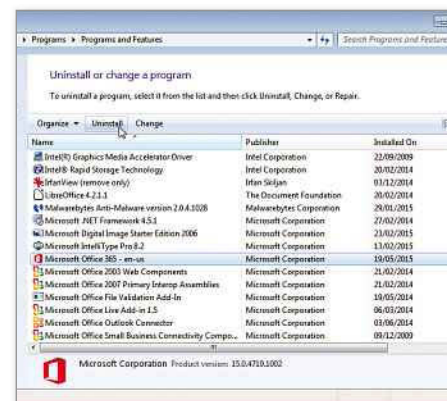 Programs ▸ Programs and Features
Search Programs and Feature
Uninstall or change a program
To uninstall a program, select it from the list and then click Uninstall, Change, or Repair.
Organize Uninstall Change
Name Publisher Installed On
Intel(R) Graphics Media Accelerator Driver Intel Corporation 22/09/2009
Intel® Rapid Storage Technology Intel Corporation 20/02/2014
IrfanView (remove only) Irfan Skiljan 03/12/2014
LibreOffice 4.2.1.1 The Document Foundation 20/02/2014
Malwarebytes Anti-Malware version 2.0.4.1028 Malwarebytes Corporation 29/01/2015
Microsoft .NET Framework 4.5.1 Microsoft Corporation 27/02/2014
Microsoft Digital Image Starter Edition 2006 Microsoft Corporation 23/02/2015
Microsoft IntelliType Pro 8.2 Microsoft Corporation 13/02/2015
Microsoft Office 365 - en-us Microsoft Corporation 19/05/2015
Microsoft Office 2003 Web Components Microsoft Corporation 21/02/2014
Microsoft Office 2007 Primary Interop Assemblies Microsoft Corporation 21/02/2014
Microsoft Office File Validation Add-In Microsoft Corporation 19/05/2014
Microsoft Office Live Add-in 1.5 Microsoft Corporation 06/03/2014
Microsoft Office Outlook Connector Microsoft Corporation 03/06/2014
Microsoft Office Small Business Connectivity Compo... Microsoft Corporation 09/12/2009
Microsoft Corporation Product version: 15.0.4719.1002